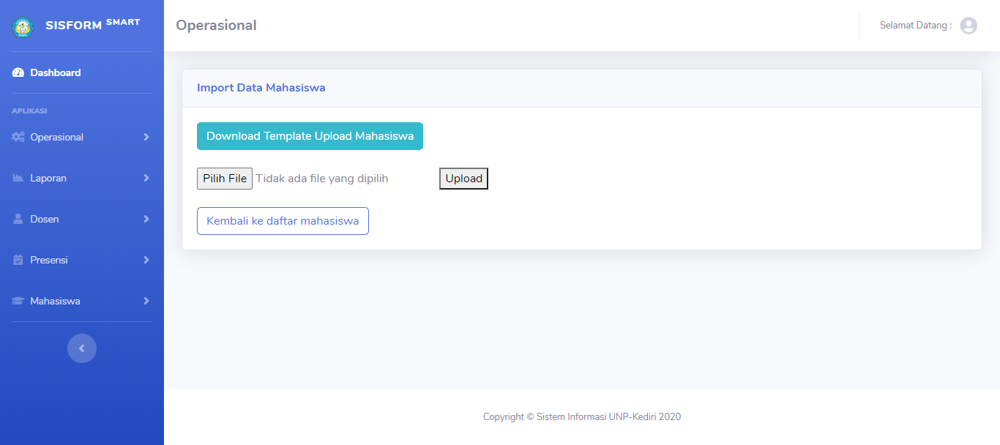 SISFORM SMART
Operasional
Selamat Datang :
Dashboard
APLIKASI
Operasional
Laporan
Dosen
Presensi
Mahasiswa
Import Data Mahasiswa
Download Template Upload Mahasiswa
Pilih File Tidak ada file yang dipilih Upload
Kembali ke daftar mahasiswa
Copyright © Sistem Informasi UNP-Kediri 2020